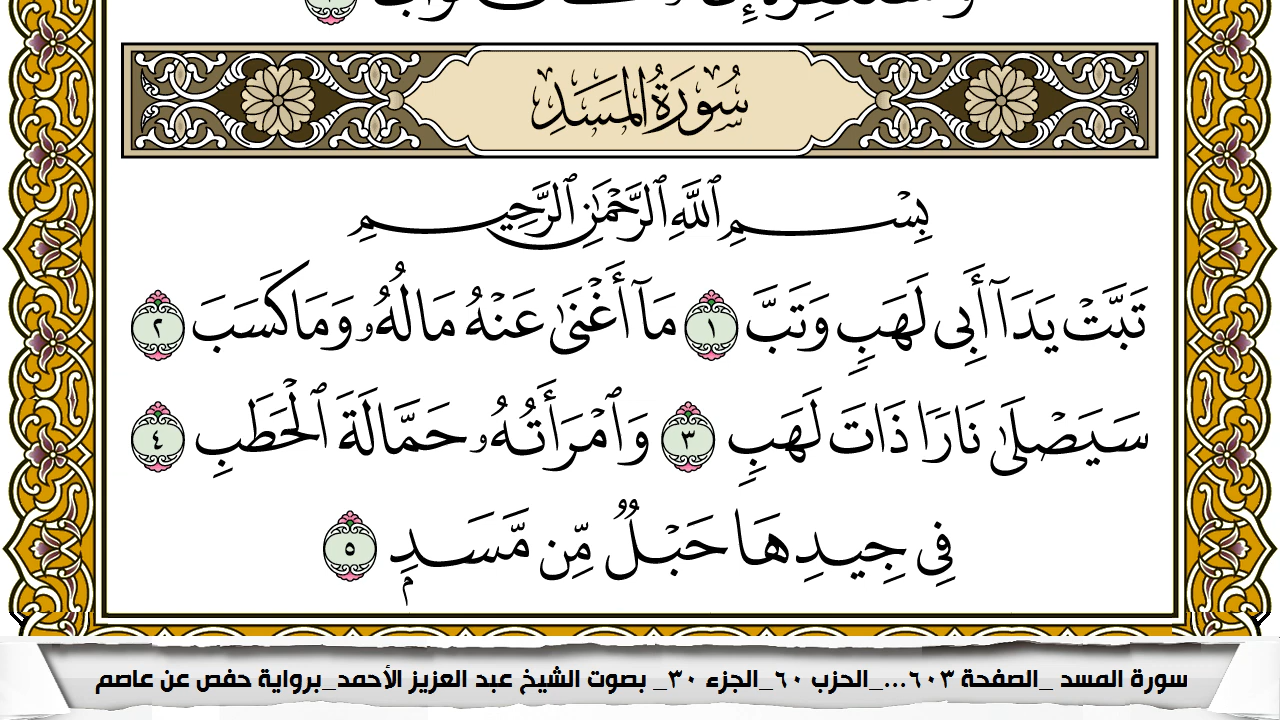 سُورَةُ المَسَدِ
بِسْمِ ٱللَّهِ ٱلرَّحْمَٰنِ ٱلرَّحِيمِ
تَبَّتْ يَدَآ أَبِى لَهَبٍ وَتَبَّ ١ مَآ أَغْنَىٰ عَنْهُ مَالُهُۥ وَمَا كَسَبَ ٢
سَيَصْلَىٰ نَارًا ذَاتَ لَهَبٍ ٣ وَٱمْرَأَتُهُۥ حَمَّالَةَ ٱلْحَطَبِ ٤
فِى جِيدِهَا حَبْلٌ مِّن مَّسَدٍۭ ٥
سورة المسد _الصفحة ٦٠٣..._الحزب ٦٠_الجزء ٣٠_ بصوت الشيخ عبد العزيز الأحمد_برواية حفص عن عاصم